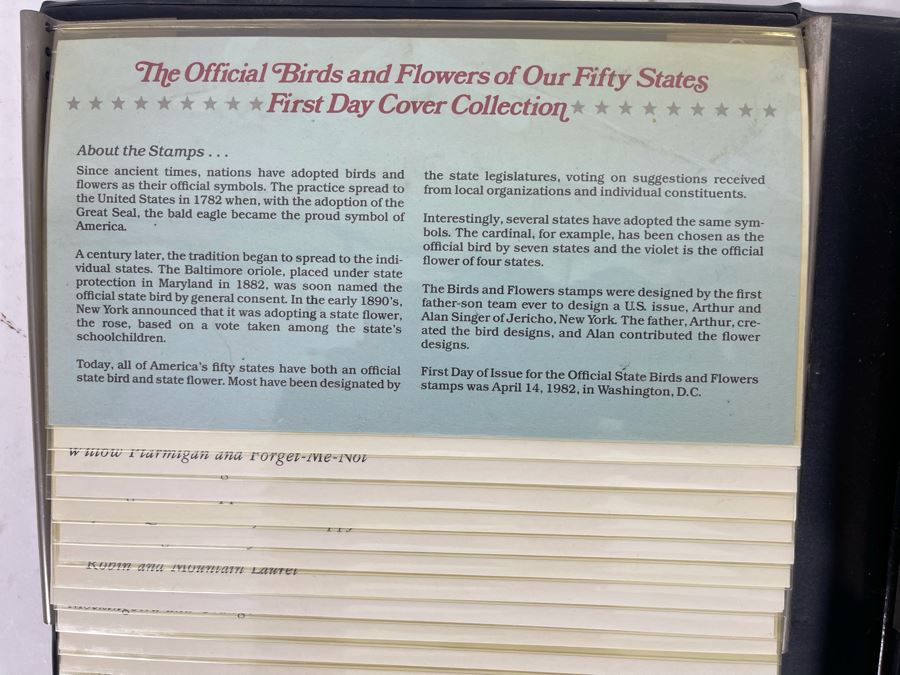 The Official Birds and Flowers of Our Fifty States
First Day Cover Collection
About the Stamps . . .
Since ancient times, nations have adopted birds and
flowers as their official symbols. The practice spread to
the United States in 1782 when, with the adoption of the
Great Seal, the bald eagle became the proud symbol of
America.
A century later, the tradition began to spread to the indi-
vidual states. The Baltimore oriole, placed under state
protection in Maryland in 1882, was soon named the
official state bird by general consent. In the early 1890's,
New York announced that it was adopting a state flower,
the rose, based on a vote taken among the state's
schoolchildren.
Today, all of America's fifty states have both an official
state bird and state flower. Most have been designated by
the state legislatures, voting on suggestions received
from local organizations and individual constituents.
Interestingly, several states have adopted the same sym-
bols. The cardinal, for example, has been chosen as the
official bird by seven states and the violet is the official
flower of four states.
The Birds and Flowers stamps were designed by the first
father-son team ever to design a U.S. issue, Arthur and
Alan Singer of Jericho, New York. The father, Arthur, cre-
ated the bird designs, and Alan contributed the flower
designs.
First Day of Issue for the Official State Birds and Flowers
stamps was April 14, 1982, in Washington, D.C.
Willow Ptarmigan and Forget-Me-Not
Robin and Mountain Laurel